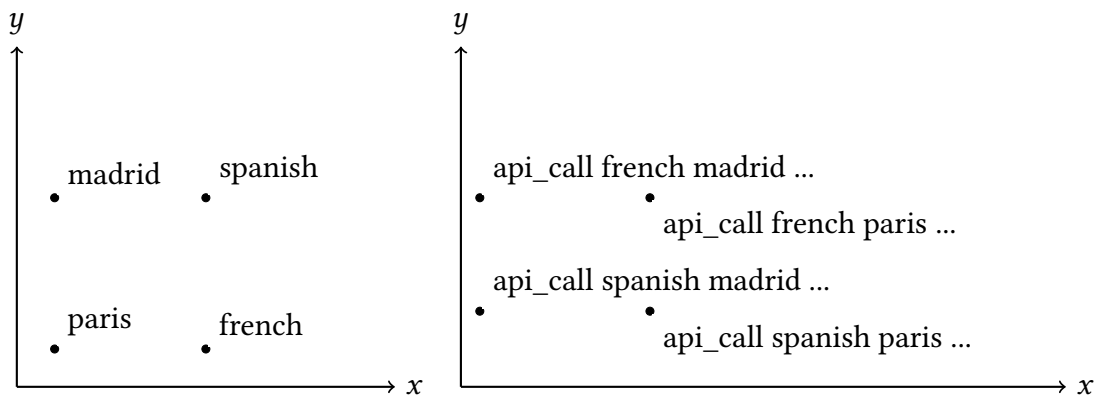 y
madrid
spanish
paris
french
x
y
api_call french madrid ...
api_call french paris ...
api_call spanish madrid ...
api_call spanish paris ...
x